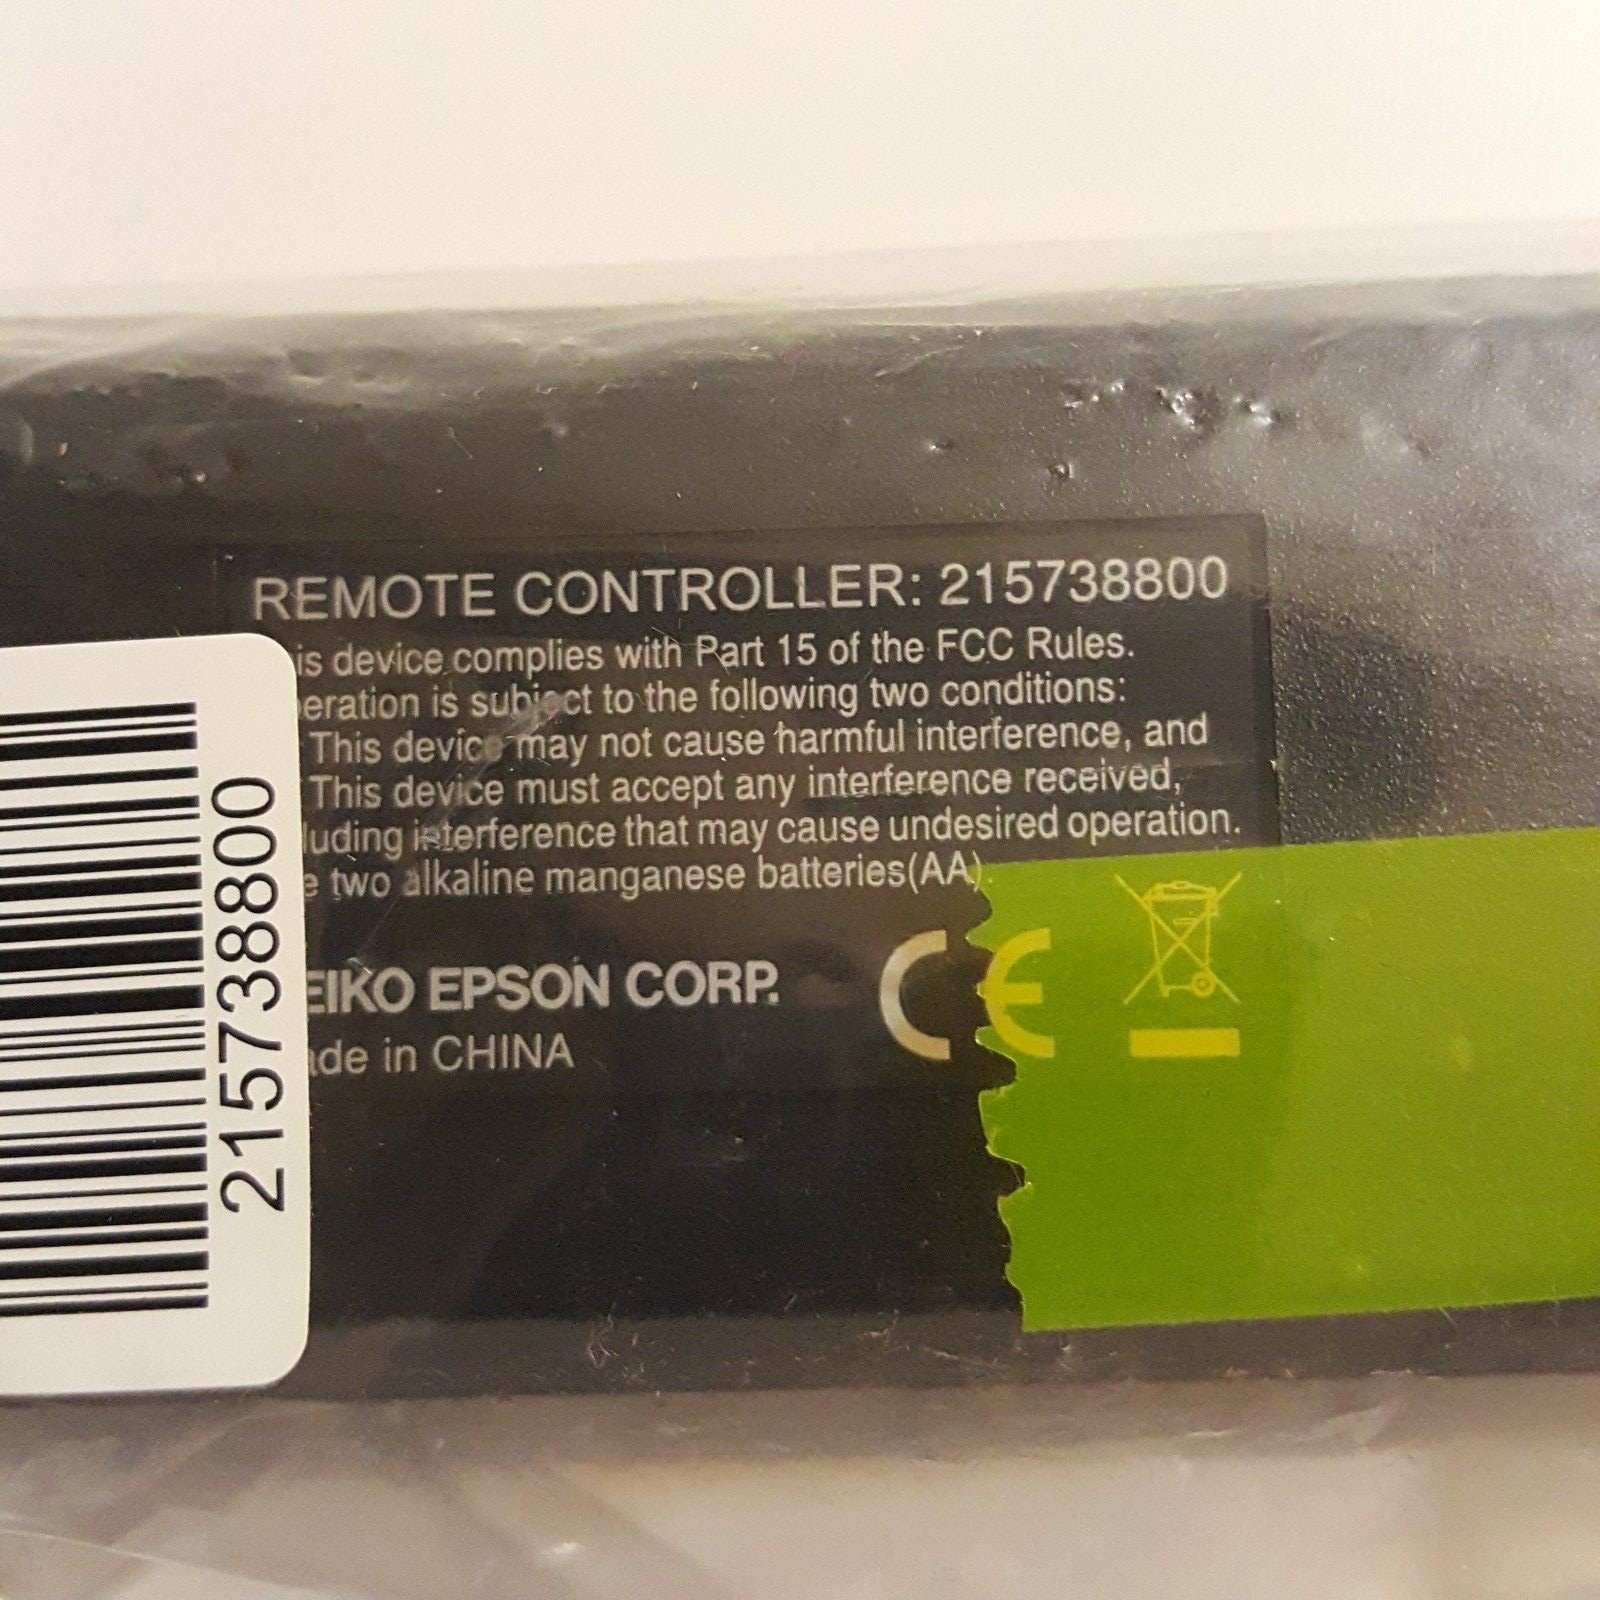 REMOTE CONTROLLER: 215738800
is device complies with Part 15 of the FCC Rules.
eration is subject to the following two conditions:
This device may not cause harmful interference, and
This device must accept any interference received,
luding interference that may cause undesired operation.
e two alkaline manganese batteries(AA).
EIKO EPSON CORP.
ade in CHINA
CE
215738800